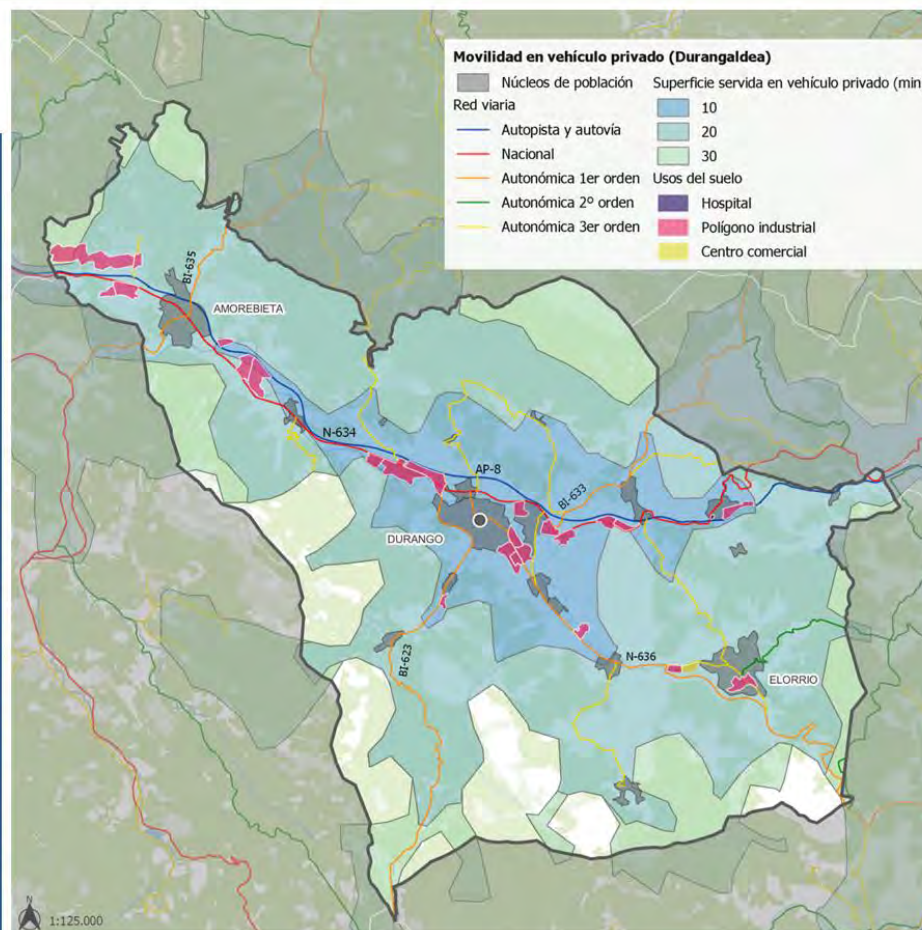 Movilidad en vehículo privado (Durangaldea)
Núcleos de población
Red viaria
Autopista y autovía
Nacional
Autonómica 1er orden
Autonómica 2º orden
Autonómica 3er orden
Superficie servida en vehículo privado (min
10
20
30
Usos del suelo
Hospital
Polígono industrial
Centro comercial
BI-635
AMOREBIETA
N-634
AP-8
BI-633
DURANGO
BI-623
N-636
ELORRIO
N
1:125.000